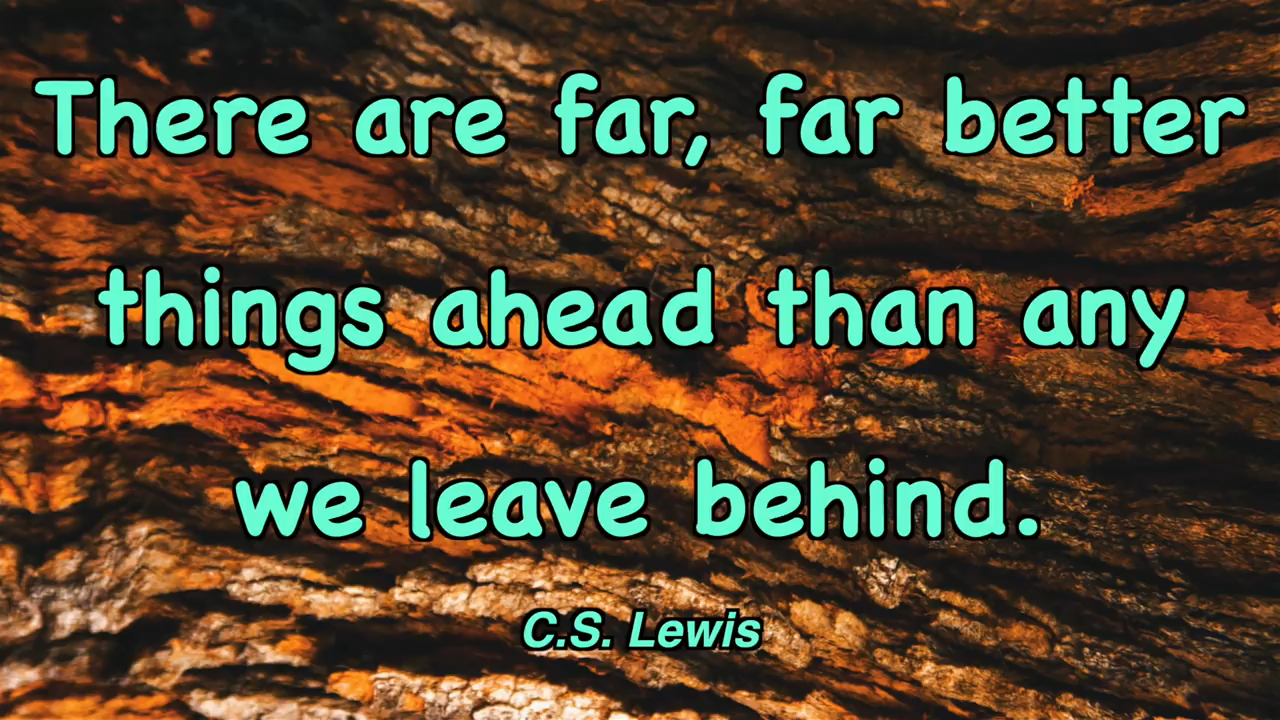 There are far, far better
things ahead than any
we leave behind.
C.S. Lewis